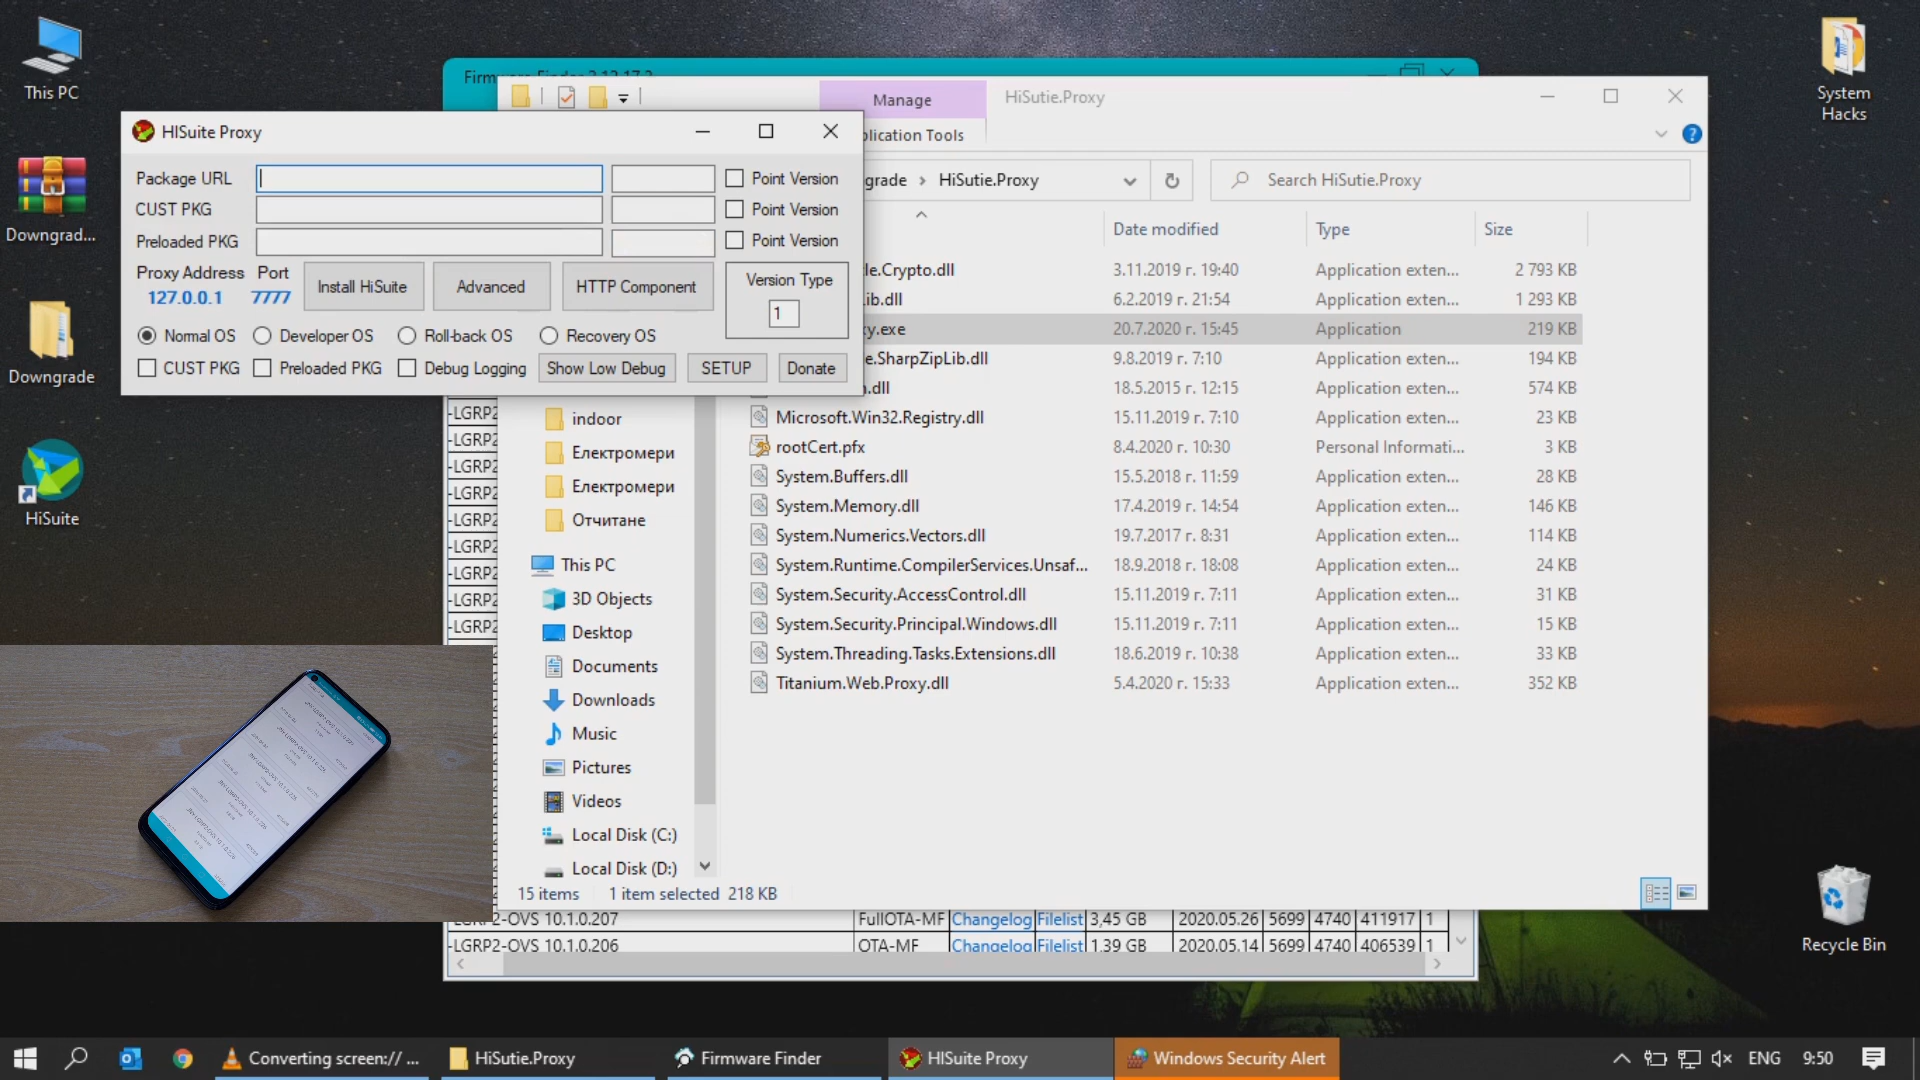 This PC
Downgrad...
Downgrade
HiSuite
System
Hacks
Recycle Bin
Manage
HiSutie.Proxy
plication Tools
HISuite Proxy
Package URL
Point Version
CUST PKG
Point Version
Preloaded PKG
Point Version
Proxy Address
Port
127.0.0.1
7777
Install HiSuite
Advanced
HTTP Component
Version Type
1
Normal OS
Developer OS
Roll-back OS
Recovery OS
CUST PKG
Preloaded PKG
Debug Logging
Show Low Debug
SETUP
Donate
grade > HiSutie.Proxy
Search HiSutie.Proxy
Date modified
Type
Size
le.Crypto.dll 3.11.2019 г. 19:40 Application exten... 2 793 KB
ib.dll 6.2.2019 г. 21:54 Application exten... 1 293 KB
xy.exe 20.7.2020 г. 15:45 Application 219 KB
e.SharpZipLib.dll 9.8.2019 г. 7:10 Application exten... 194 KB
.dll 18.5.2015 г. 12:15 Application exten... 574 KB
Microsoft.Win32.Registry.dll 15.11.2019 г. 7:10 Application exten... 23 KB
rootCert.pfx 8.4.2020 г. 10:30 Personal Informati... 3 KB
System.Buffers.dll 15.5.2018 г. 11:59 Application exten... 28 KB
System.Memory.dll 17.4.2019 г. 14:54 Application exten... 146 KB
System.Numerics.Vectors.dll 19.7.2017 г. 8:31 Application exten... 114 KB
System.Runtime.CompilerServices.Unsaf... 18.9.2018 г. 18:08 Application exten... 24 KB
System.Security.AccessControl.dll 15.11.2019 г. 7:11 Application exten... 31 KB
System.Security.Principal.Windows.dll 15.11.2019 г. 7:11 Application exten... 15 KB
System.Threading.Tasks.Extensions.dll 18.6.2019 г. 10:38 Application exten... 33 KB
Titanium.Web.Proxy.dll 5.4.2020 г. 15:33 Application exten... 352 KB
indoor
Електромери
Електромери
Отчитане
This PC
3D Objects
Desktop
Documents
Downloads
Music
Pictures
Videos
Local Disk (C:)
Local Disk (D:)
15 items 1 item selected 218 KB
-LGRP2
-LGRP2
-LGRP2
-LGRP2
-LGRP2
-LGRP2
-LGRP2
-LGRP2
-LGRP2
-LGRP2-OVS 10.1.0.207 FullOTA-MF Changelog Filelist 3,45 GB 2020.05.26 5699 4740 411917 1
-LGRP2-OVS 10.1.0.206 OTA-MF Changelog Filelist 1,39 GB 2020.05.14 5699 4740 406539 1
Converting screen:// ...
HiSutie.Proxy
Firmware Finder
HISuite Proxy
Windows Security Alert
ENG
9:50